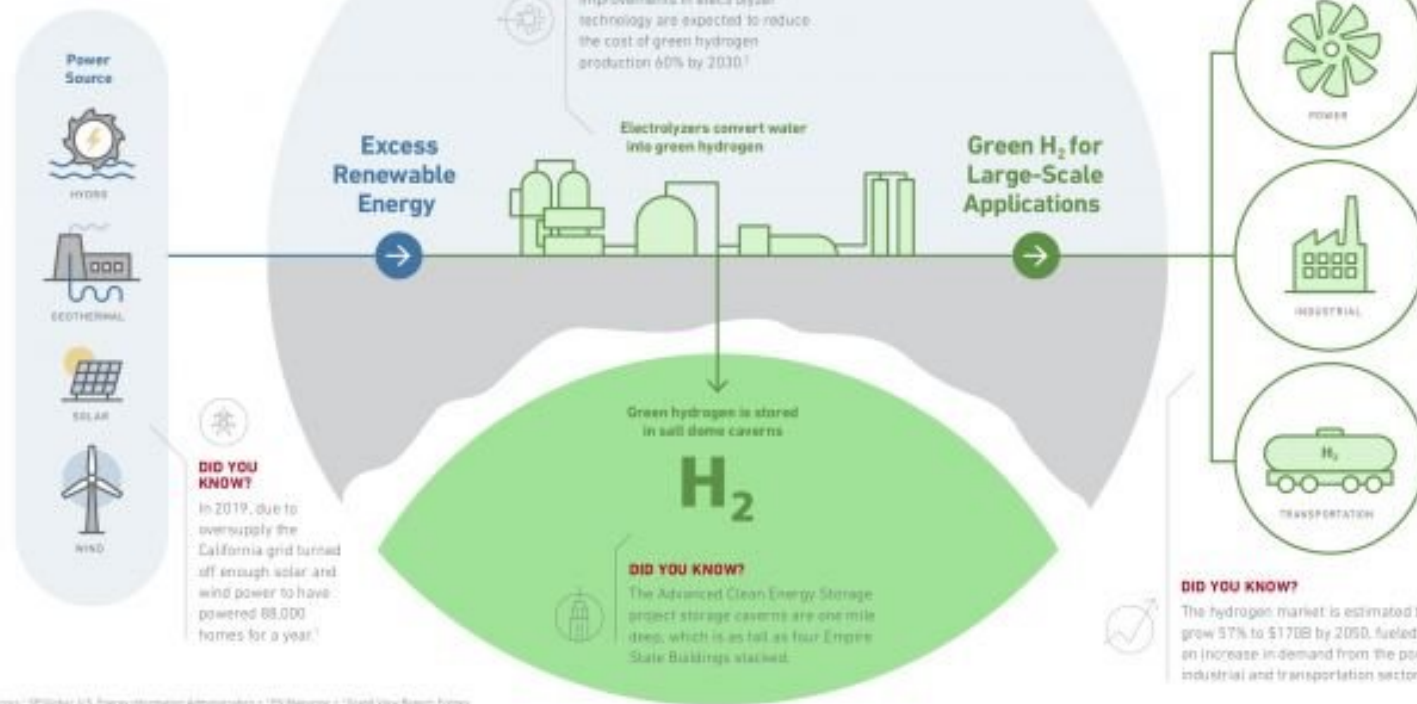 Power
Source
HYDRO
GEOTHERMAL
SOLAR
WIND
DID YOU
KNOW?
In 2019, due to
oversupply the
California grid turned
off enough solar and
wind power to have
powered 88,000
homes for a year.¹
technology are expected to reduce
the cost of green hydrogen
production 60% by 2030.²
Excess
Renewable
Energy
Electrolyzers convert water
into green hydrogen
Green H₂ for
Large-Scale
Applications
Green hydrogen is stored
in salt dome caverns
H₂
DID YOU KNOW?
The Advanced Clean Energy Storage
project storage caverns are one mile
deep, which is as tall as four Empire
State Buildings stacked.
POWER
INDUSTRIAL
H₂
TRANSPORTATION
DID YOU KNOW?
The hydrogen market is estimated
grow 57% to $170B by 2050, fueled
an increase in demand from the
industrial and transportation